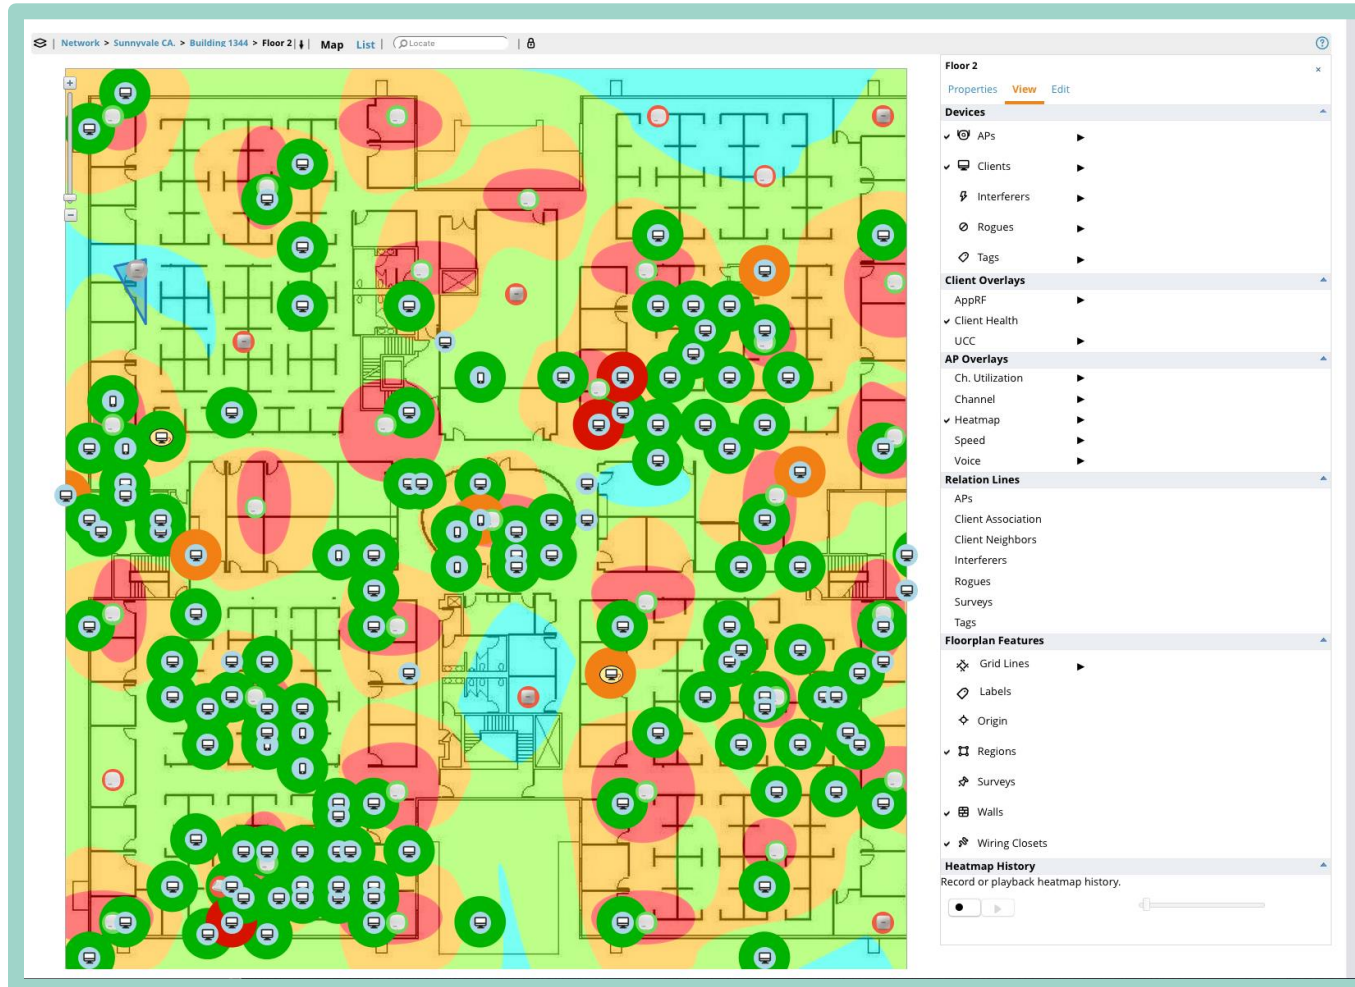 Network > Sunnyvale CA. > Building 1344 > Floor 2 | Map List | Locate |
Floor 2
Properties View Edit
Devices
APs
Clients
Interferers
Rogues
Tags
Client Overlays
AppRF
Client Health
UCC
AP Overlays
Ch. Utilization
Channel
Heatmap
Speed
Voice
Relation Lines
APs
Client Association
Client Neighbors
Interferers
Rogues
Surveys
Tags
Floorplan Features
Grid Lines
Labels
Origin
Regions
Surveys
Walls
Wiring Closets
Heatmap History
Record or playback heatmap history.